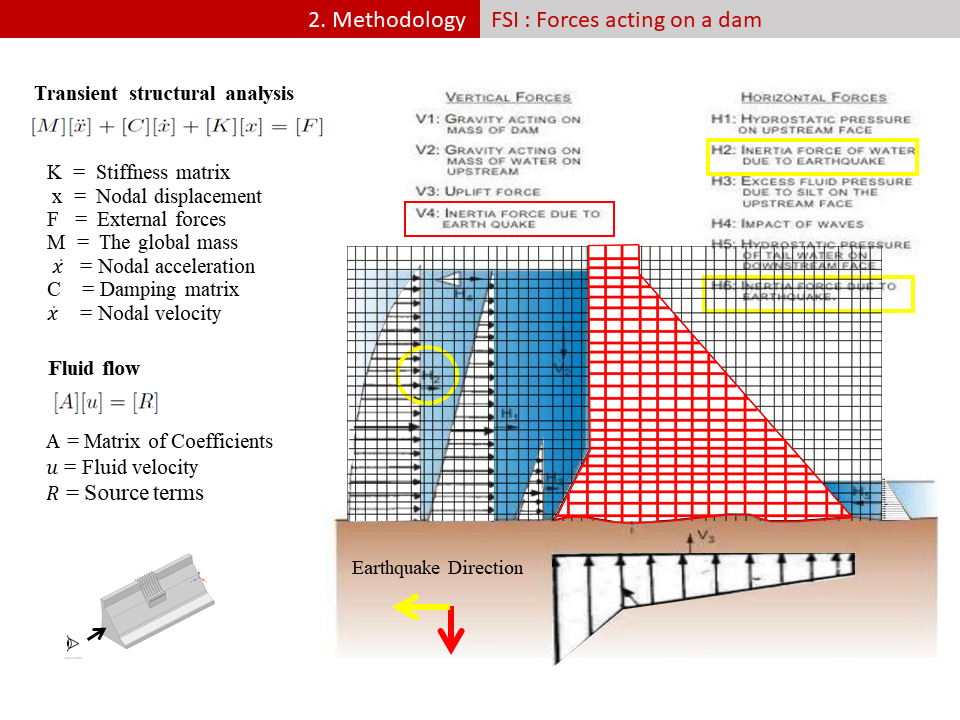 2. Methodology FSI : Forces acting on a dam
Transient structural analysis
[M][ẍ] + [C][ẋ] + [K][x] = [F]
K = Stiffness matrix
x = Nodal displacement
F = External forces
M = The global mass
ẋ = Nodal acceleration
C = Damping matrix
ẋ = Nodal velocity
Fluid flow
[A][u] = [R]
A = Matrix of Coefficients
u = Fluid velocity
R = Source terms
VERTICAL FORCES
V1: GRAVITY ACTING ON
MASS OF DAM
V2: GRAVITY ACTING ON
MASS OF WATER ON
UPSTREAM
V3: UPLIFT FORCE
V4: INERTIA FORCE DUE TO
EARTH QUAKE
HORIZONTAL FORCES
H1: HYDROSTATIC PRESSURE
ON UPSTREAM FACE
H2: INERTIA FORCE OF WATER
DUE TO EARTHQUAKE
H3: EXCESS FLUID PRESSURE
DUE TO SILT ON THE
UPSTREAM FACE
H4: IMPACT OF WAVES
H5: HYDROSTATIC PRESSURE
OF TAIL WATER ON
DOWNSTREAM FACE
H6: INERTIA FORCE DUE TO
EARTHQUAKE.
H4
H2
V2
H1
H5
V3
Earthquake Direction